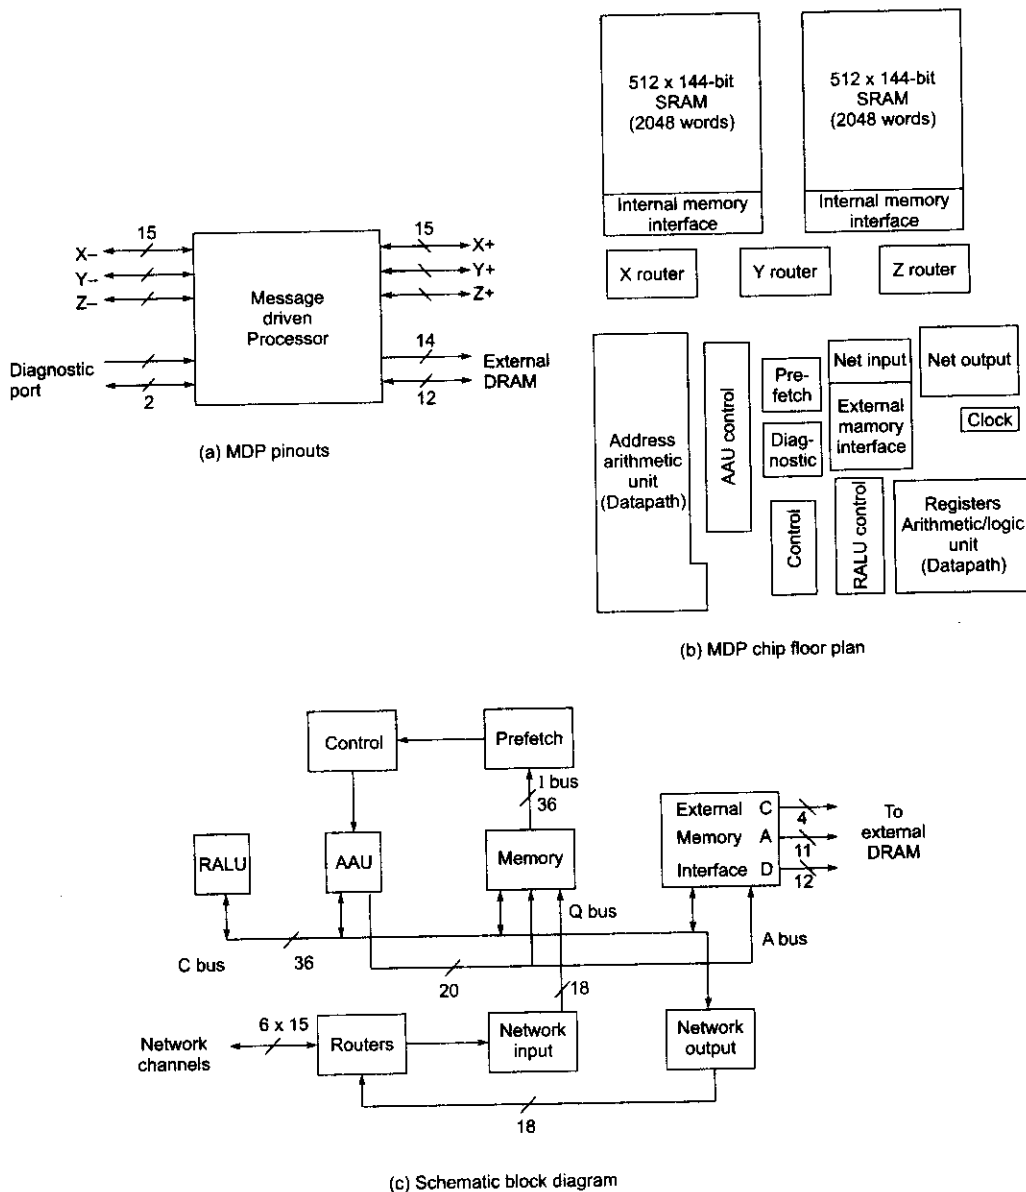 15
X–
Y–
Z–
15
X+
Y+
Z+
Message
driven
Processor
Diagnostic
port
2
14
12
External
DRAM
(a) MDP pinouts
512 x 144-bit
SRAM
(2048 words)
Internal memory
interface
512 x 144-bit
SRAM
(2048 words)
Internal memory
interface
X router
Y router
Z router
Address
arithmetic
unit
(Datapath)
AAU control
Pre-
fetch
Diag-
nostic
Control
Net input
External
mamory
interface
RALU control
Net output
Clock
Registers
Arithmetic/logic
unit
(Datapath)
(b) MDP chip floor plan
Control
Prefetch
I bus
36
RALU
AAU
Memory
External C
Memory A
Interface D
4
11
12
To
external
DRAM
Q bus
A bus
C bus
36
20
18
Network
channels
6 x 15
Routers
Network
input
Network
output
18
(c) Schematic block diagram